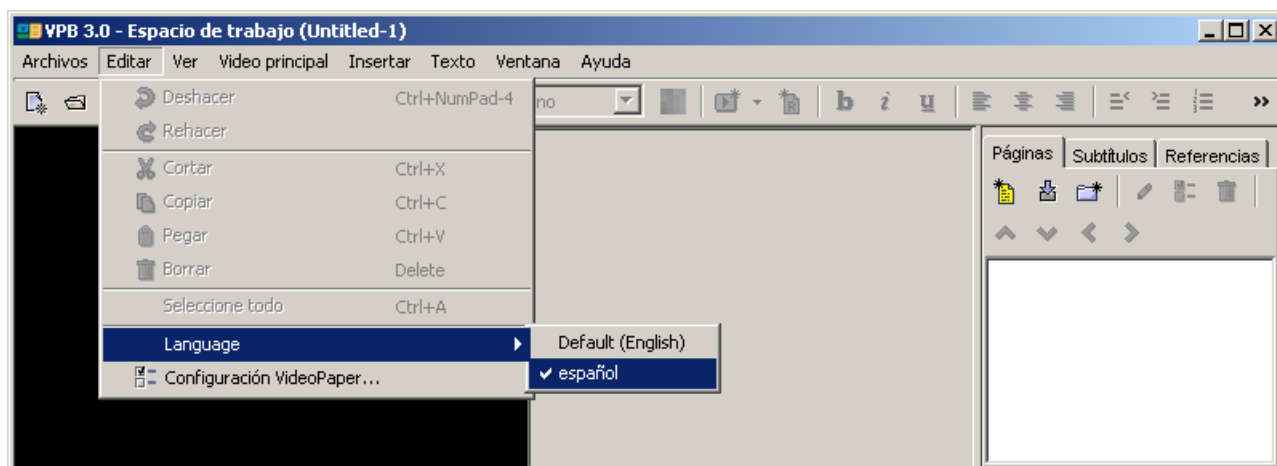 VPB 3.0 - Espacio de trabajo (Untitled-1)
Archivos Editar Ver Video principal Insertar Texto Ventana Ayuda
Deshacer Ctrl+NumPad-4
no
b i u
Rehacer
Páginas Subtítulos Referencias
Cortar Ctrl+X
Copiar Ctrl+C
Pegar Ctrl+V
Borrar Delete
Seleccione todo Ctrl+A
Language
Default (English)
español
Configuración VideoPaper...